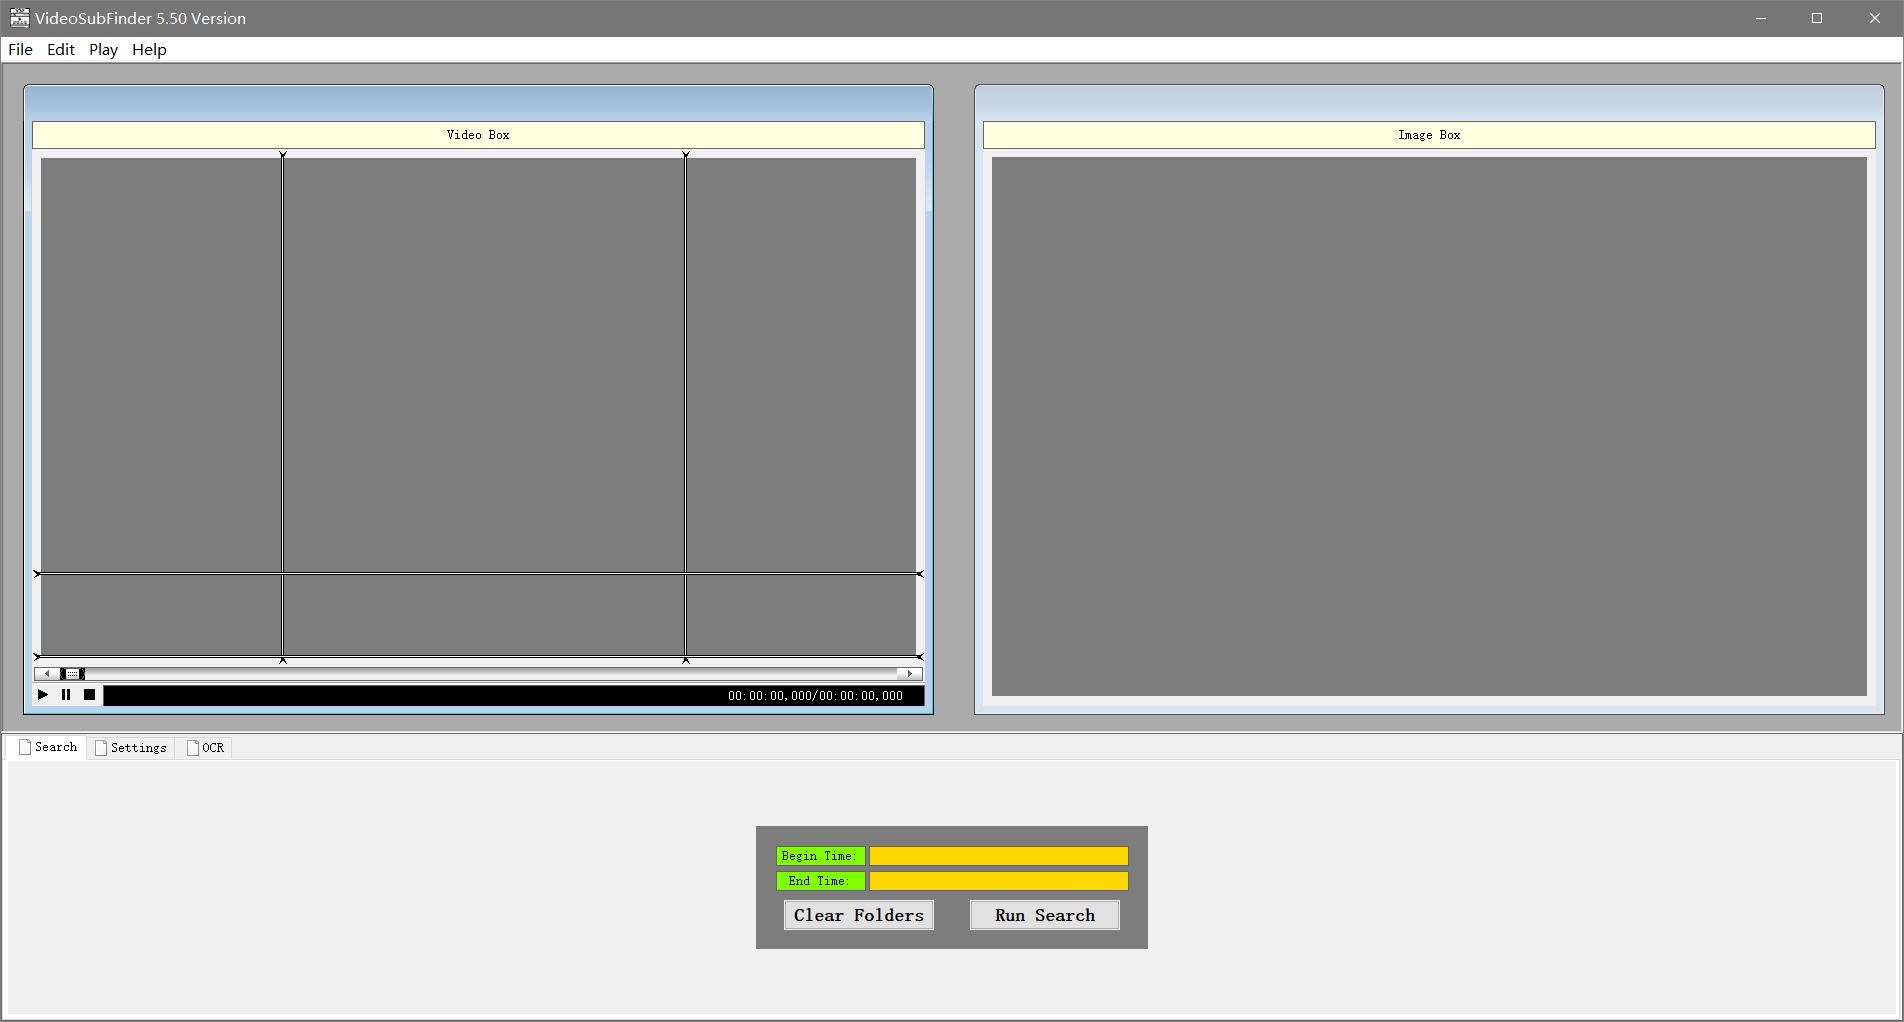 VideoSubFinder 5.50 Version
File Edit Play Help
Video Box
Image Box
00:00:00,000/00:00:00,000
Search Settings OCR
Begin Time:
End Time:
Clear Folders Run Search